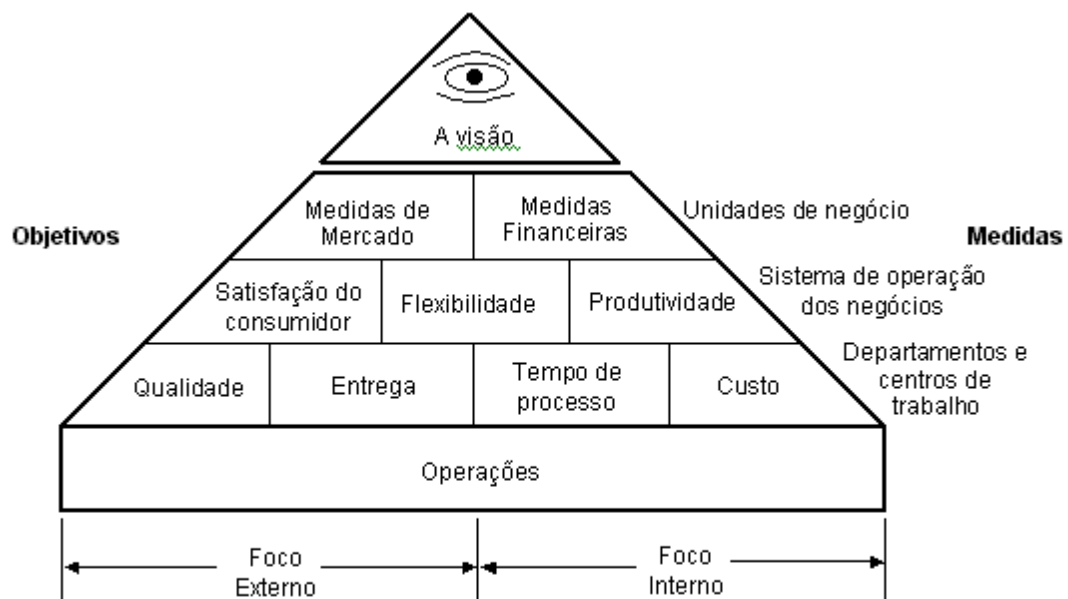 A visão
Medidas de
Mercado
Medidas
Financeiras
Unidades de negócio
Objetivos
Medidas
Satisfação do
consumidor
Flexibilidade
Produtividade
Sistema de operação
dos negócios
Qualidade
Entrega
Tempo de
processo
Custo
Departamentos e
centros de
trabalho
Operações
Foco
Externo
Foco
Interno